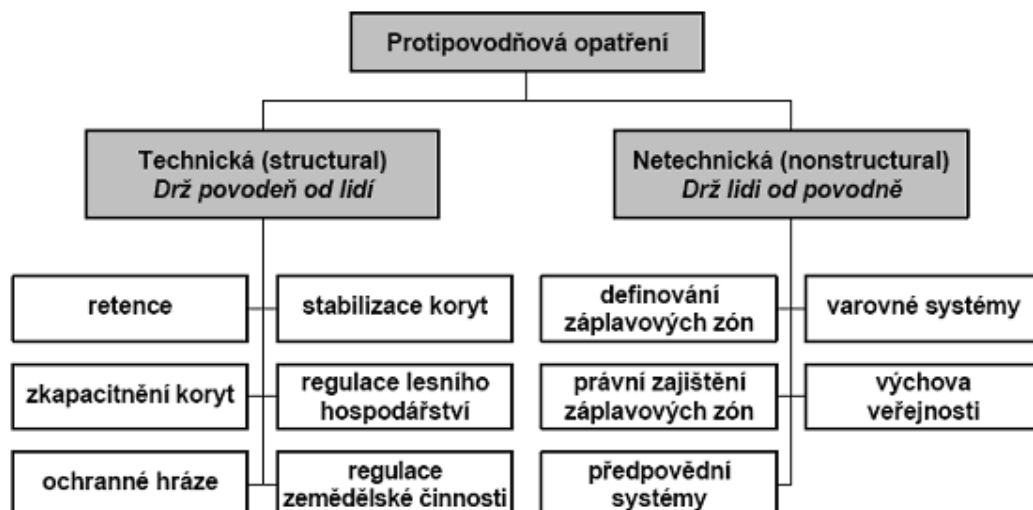 Protipovodňová opatření
Technická (structural)
Drž povodeň od lidí
Netechnická (nonstructural)
Drž lidi od povodně
retence
stabilizace koryt
definování
záplavových zón
varovné systémy
zkapacitnění koryt
regulace lesního
hospodářství
právní zajištění
záplavových zón
výchova
veřejnosti
ochranné hráze
regulace
zemědělské činnosti
předpovědní
systémy